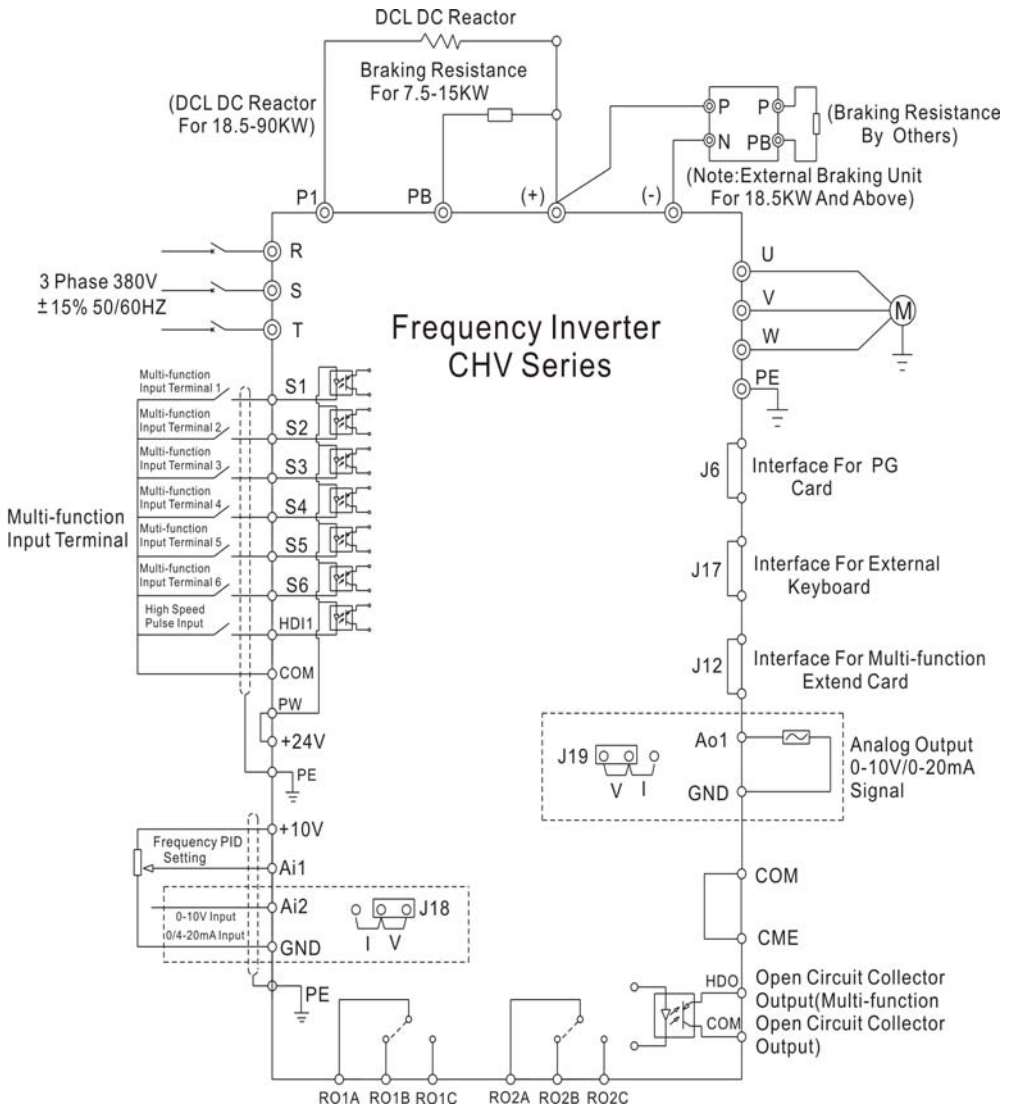 DCL DC Reactor
Braking Resistance
For 7.5-15KW
(DCL DC Reactor
For 18.5-90KW)
P
P
N
PB
(Braking Resistance
By Others)
(Note:External Braking Unit
For 18.5KW And Above)
P1
PB
(+)
(-)
R
S
T
3 Phase 380V
±15% 50/60HZ
Frequency Inverter
CHV Series
U
V
W
M
PE
Multi-function
Input Terminal
Multi-function
Input Terminal 1
S1
Multi-function
Input Terminal 2
S2
Multi-function
Input Terminal 3
S3
Multi-function
Input Terminal 4
S4
Muti-function
Input Terminal 5
S5
Multi-function
Input Terminal 6
S6
High Speed
Pulse Input
HDI1
COM
PW
+24V
PE
J6
Interface For PG
Card
J17
Interface For External
Keyboard
J12
Interface For Multi-function
Extend Card
J19
V I
Ao1
GND
Analog Output
0-10V/0-20mA
Signal
+10V
Frequency PID
Setting
Ai1
Ai2
0-10V Input
0/4-20mA Input
GND
J18
I V
PE
COM
CME
HDO
COM
Open Circuit Collector
Output(Multi-function
Open Circuit Collector
Output)
RO1A RO1B RO1C
RO2A RO2B RO2C